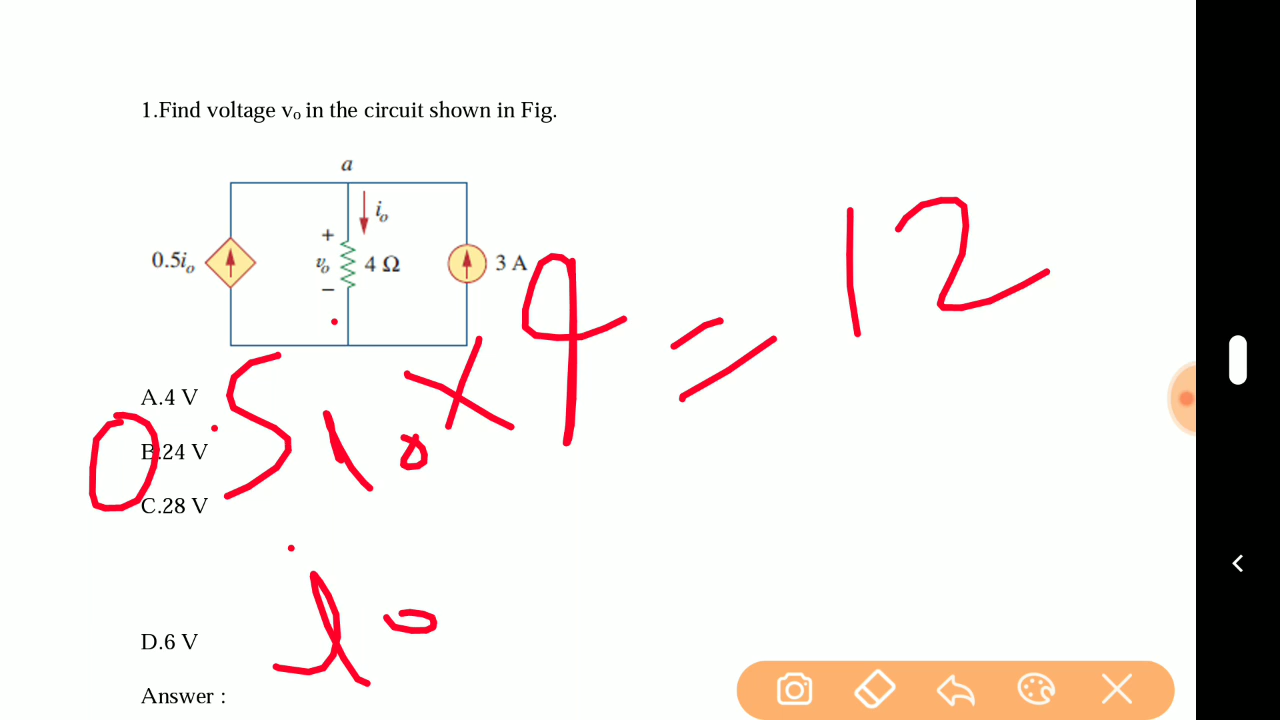 1.Find voltage vo in the circuit shown in Fig.
a
io
+
0.5io
vo
4 Ω
3 A
−
A.4 V
B.24 V
C.28 V
D.6 V
Answer :
0.5io×4 = 12
io